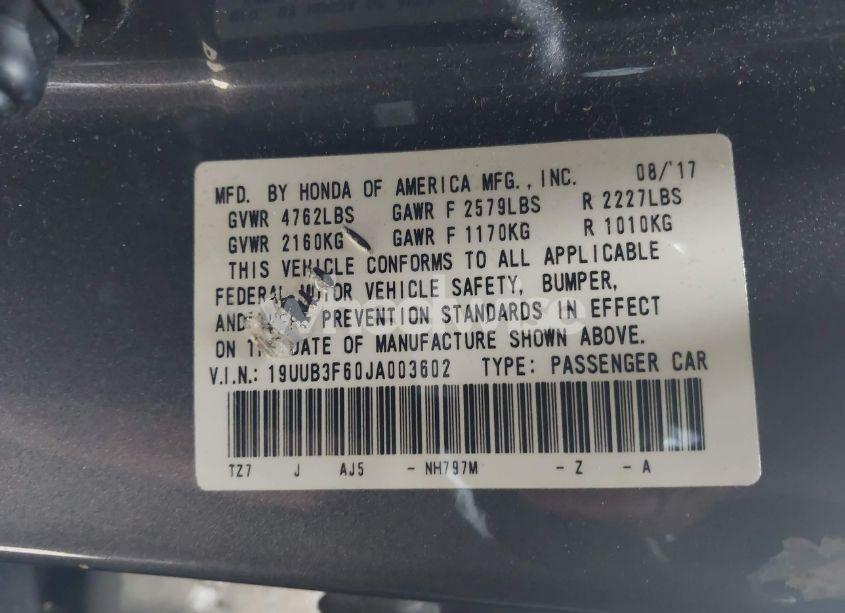 MFD. BY HONDA OF AMERICA MFG., INC. 08/'17
GVWR 4762LBS GAWR F 2579LBS R 2227LBS
GVWR 2160KG GAWR F 1170KG R 1010KG
THIS VEHICLE CONFORMS TO ALL APPLICABLE
FEDERAL MOTOR VEHICLE SAFETY, BUMPER,
AND PREVENTION STANDARDS IN EFFECT
ON DATE OF MANUFACTURE SHOWN ABOVE.
V.I.N.: 19UUB3F60JA003602 TYPE: PASSENGER CAR
TZ7 J AJ5 - NH797M - Z - A